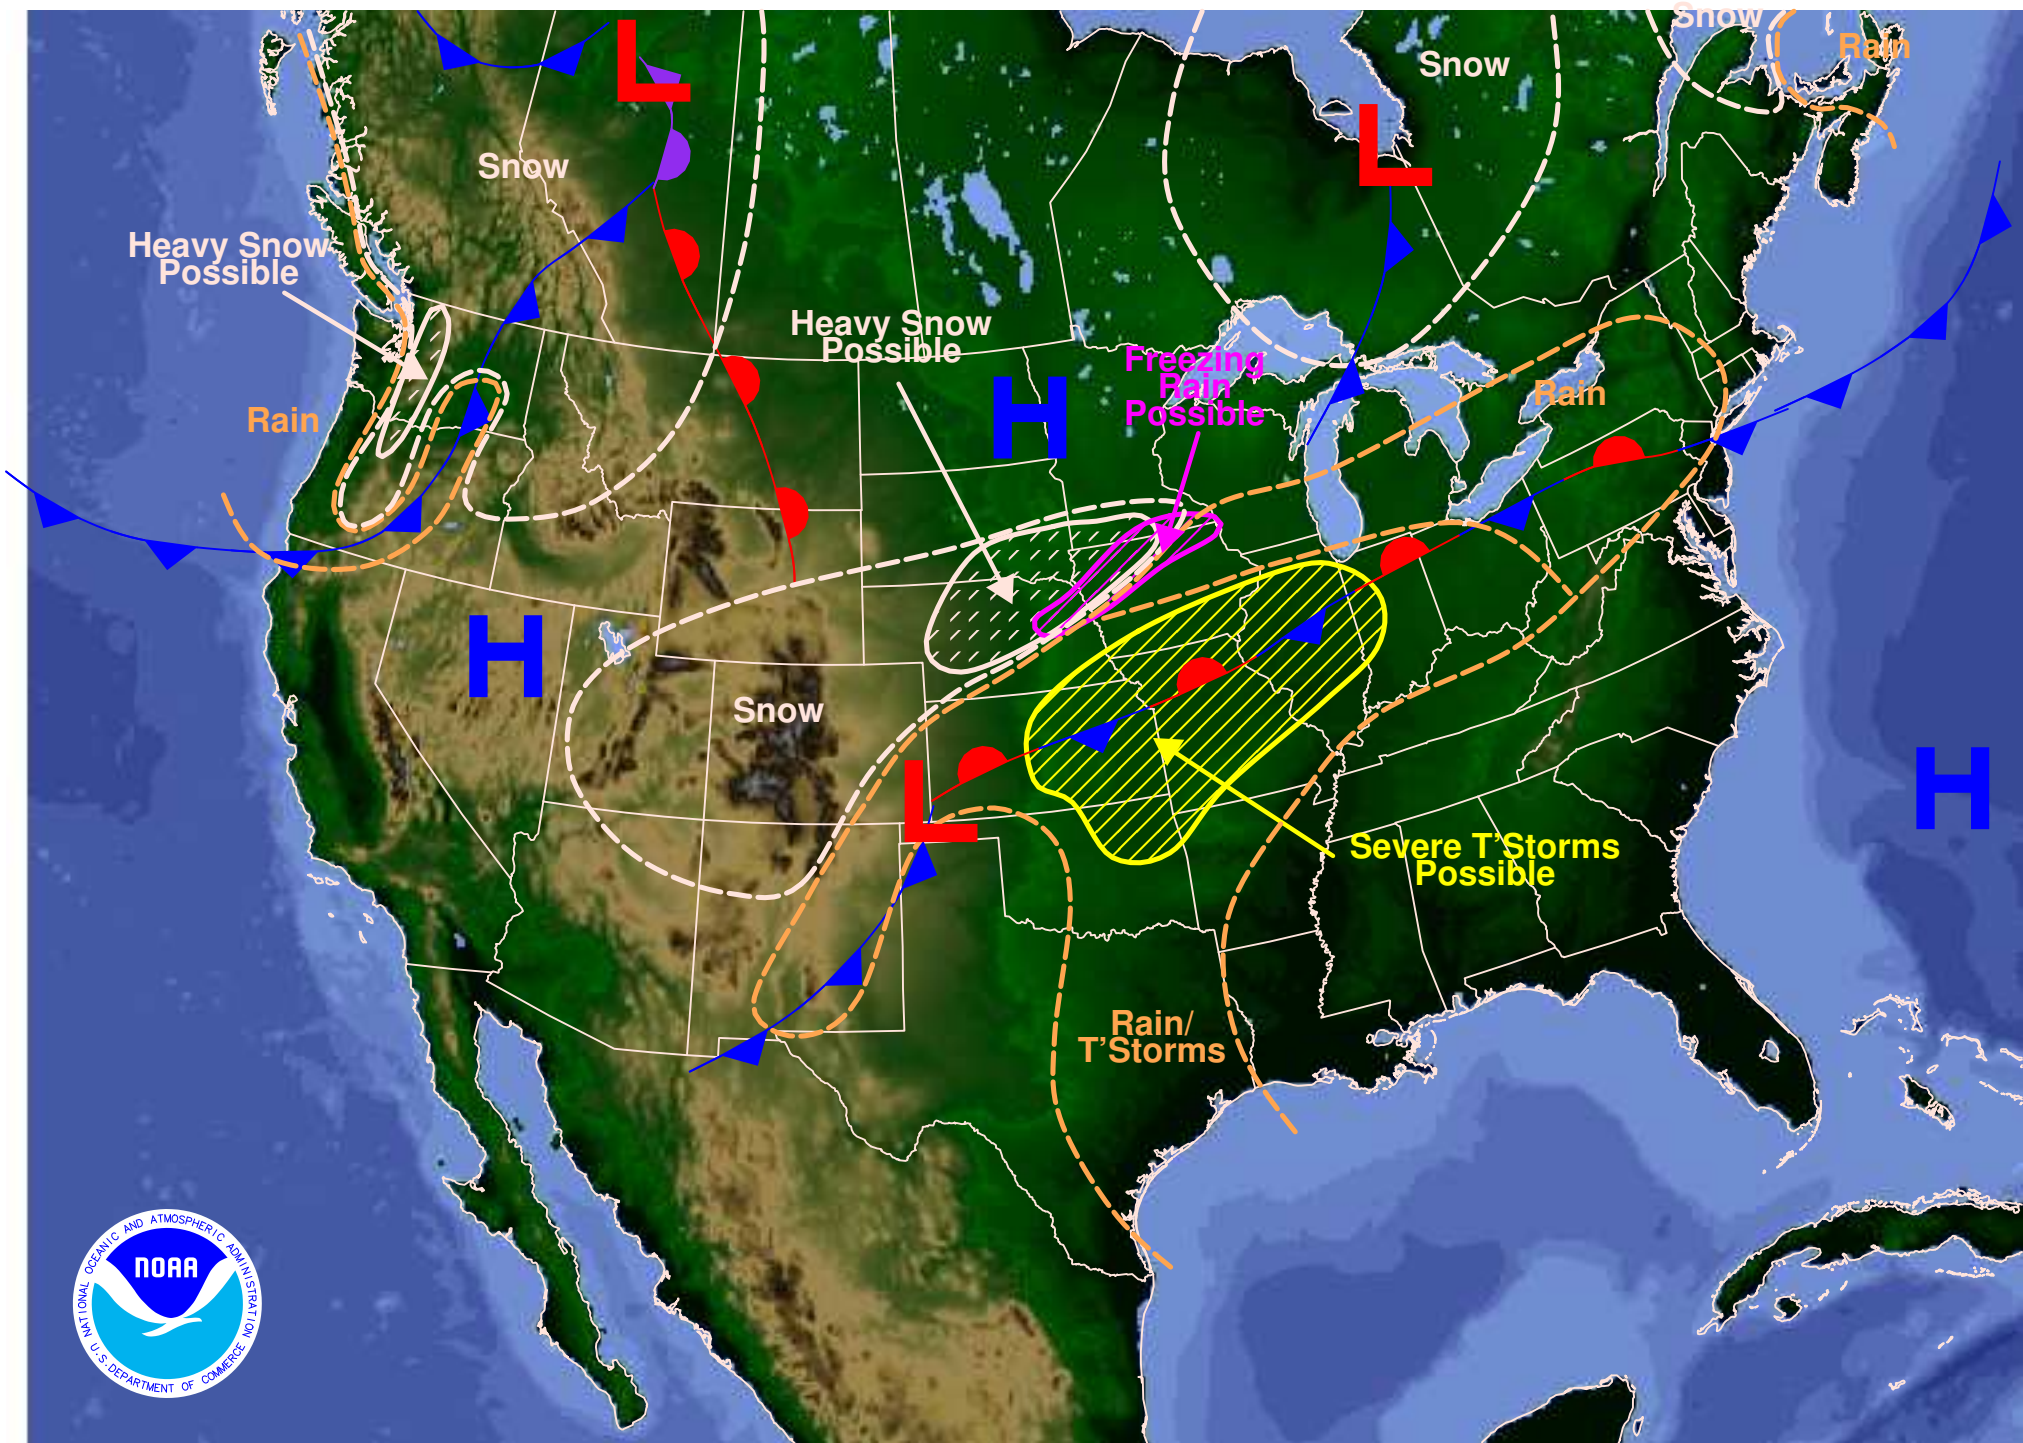 Snow
Rain
L
Snow
L
Snow
Heavy Snow
Possible
Heavy Snow
Possible
H
Freezing
Rain
Possible
Rain
Rain
H
Snow
L
H
Severe T'Storms
Possible
Rain/
T'Storms
NATIONAL OCEANIC AND ATMOSPHERIC ADMINISTRATION
NOAA
U.S. DEPARTMENT OF COMMERCE